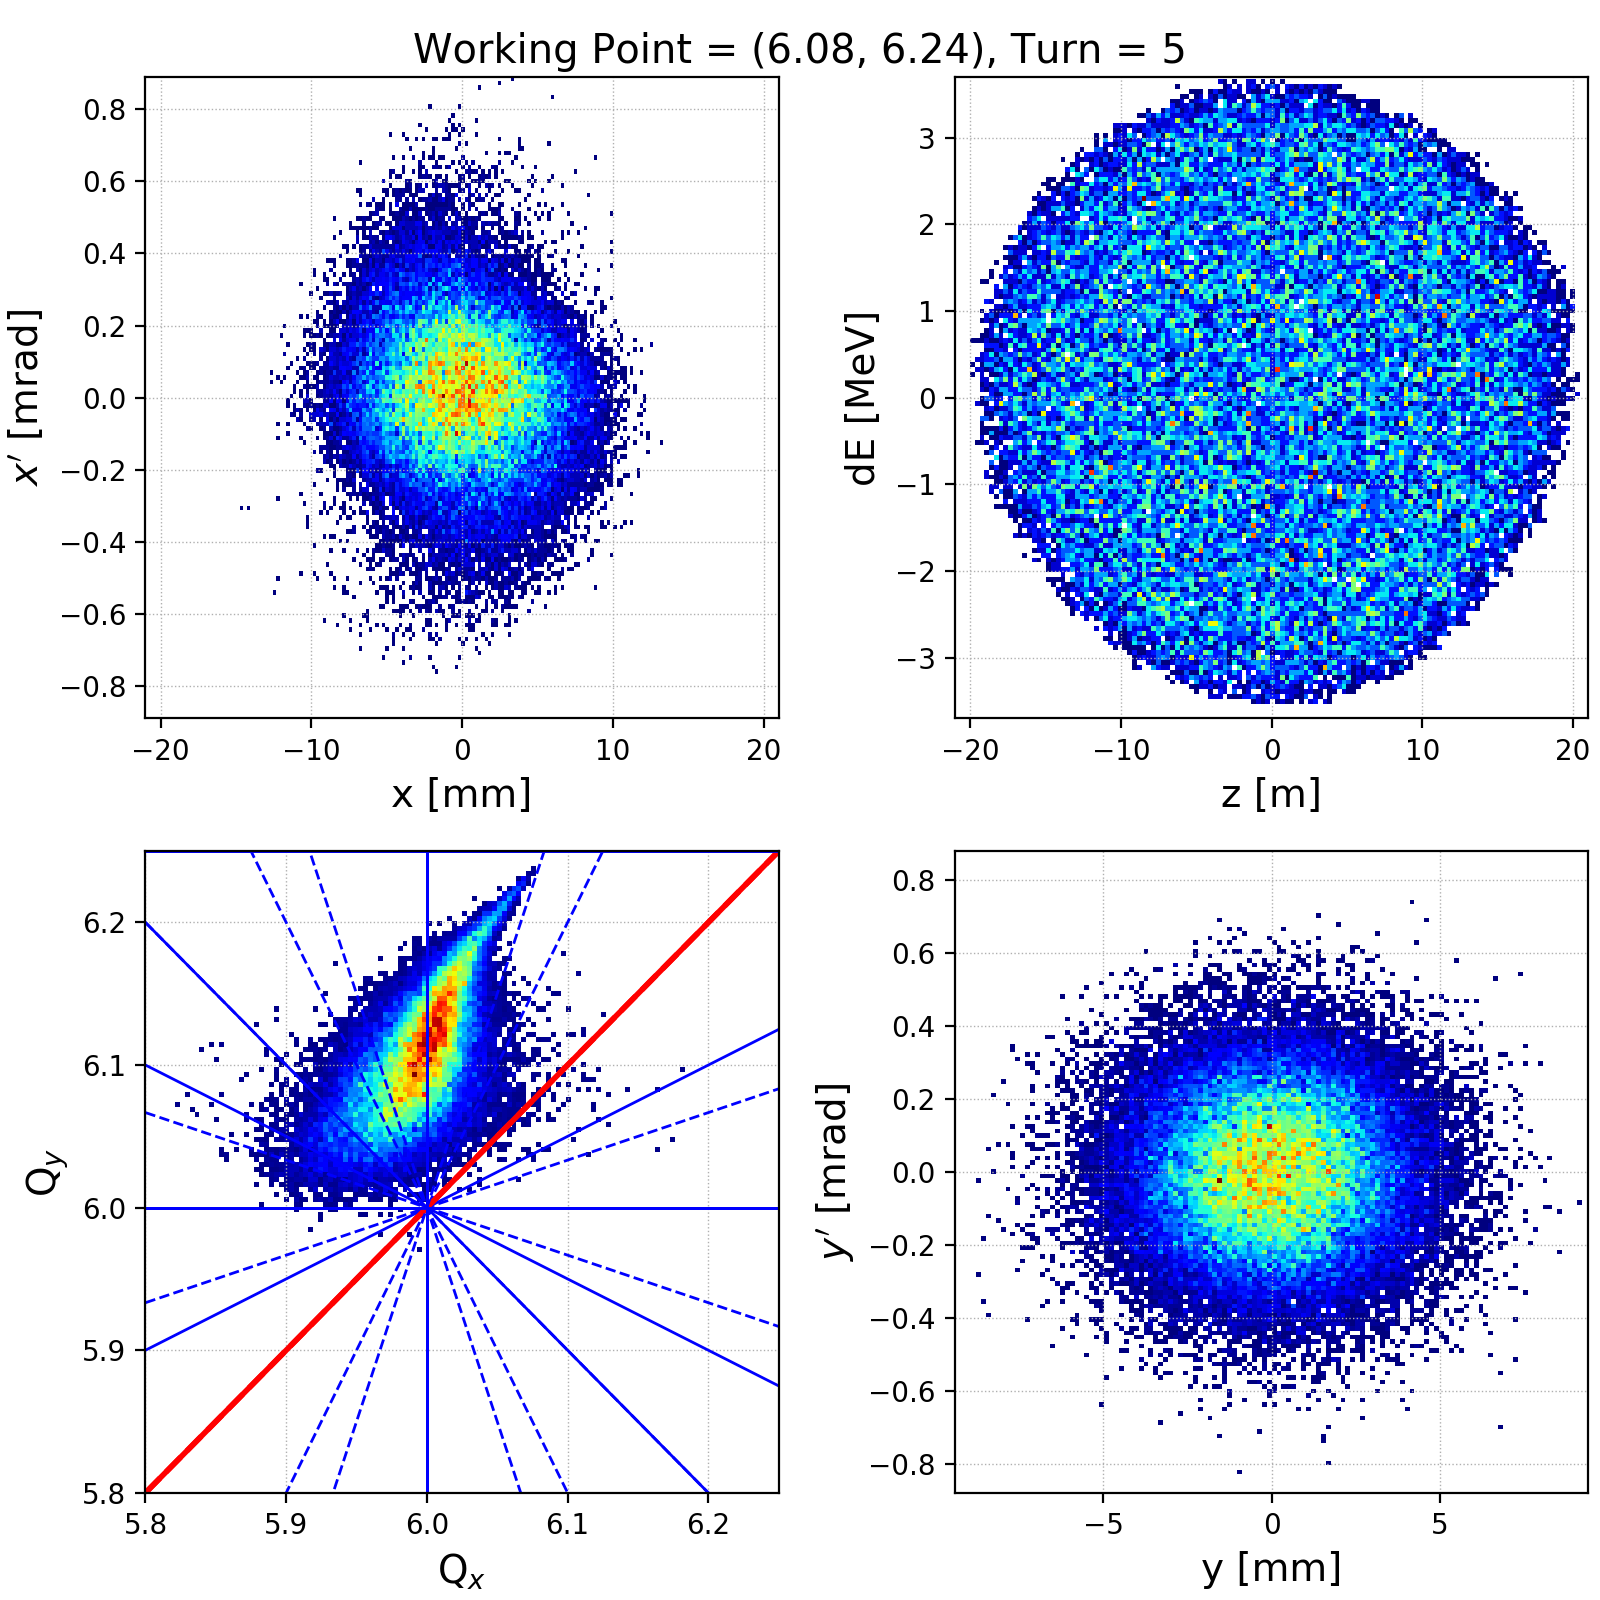 Working Point = (6.08, 6.24), Turn = 5
0.8
0.6
0.4
0.2
0.0
−0.2
−0.4
−0.6
−0.8
x′ [mrad]
−20 −10 0 10 20
x [mm]
3
2
1
0
−1
−2
−3
dE [MeV]
−20 −10 0 10 20
z [m]
6.2
6.1
6.0
5.9
5.8
Qy
5.8 5.9 6.0 6.1 6.2
Qx
0.8
0.6
0.4
0.2
0.0
−0.2
−0.4
−0.6
−0.8
y′ [mrad]
−5 0 5
y [mm]